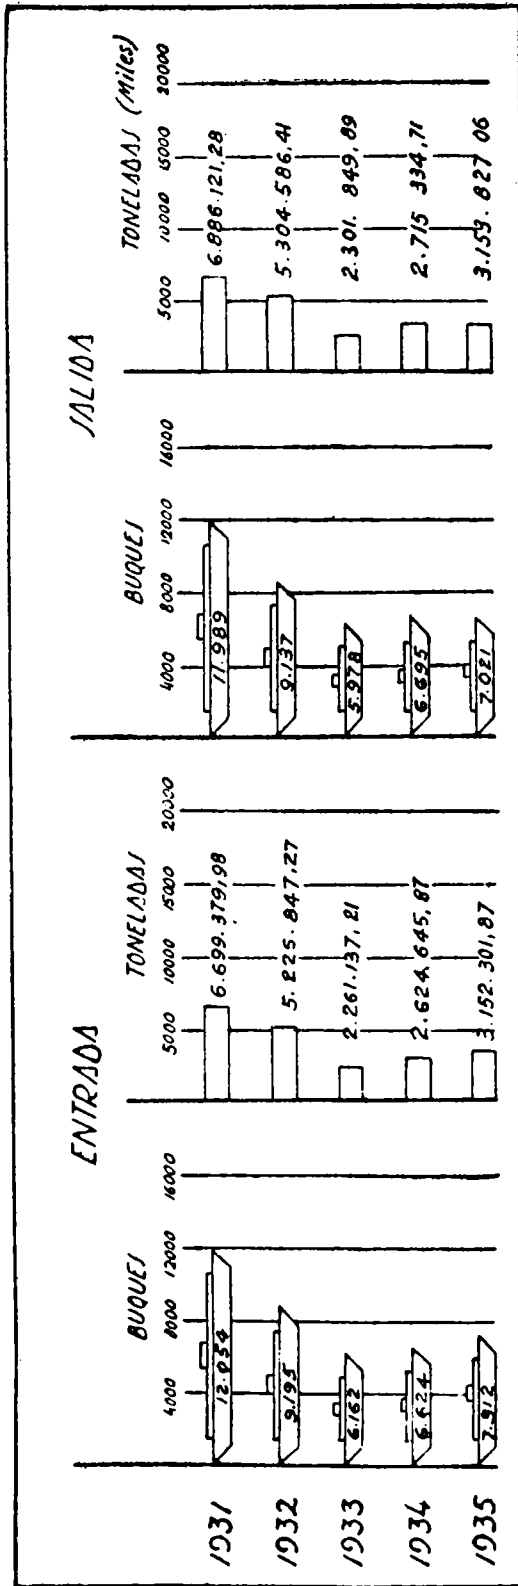 ENTRADA SALIDA
BUQUES TONELADAS BUQUES TONELADAS (Miles)
4000 8000 12000 16000 5000 10000 15000 20000 4000 8000 12000 16000 5000 10000 15000 20000
1931 12.054 6.699.379,98 11.989 6.886.121,28
1932 9.195 5.225.847,27 9.137 5.304.586,41
1933 6.162 2.261.137,21 5.978 2.301.849,89
1934 6.624 2.624.645,87 6.695 2.715 334,71
1935 7.912 3.152.301,87 7.021 3.153.827 06